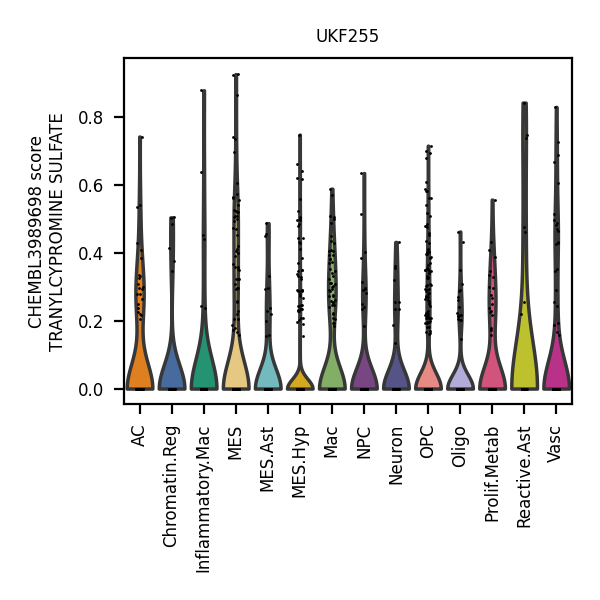 UKF255
CHEMBL3989698 score
TRANYLCYPROMINE SULFATE
0.8
0.6
0.4
0.2
0.0
AC
Chromatin.Reg
Inflammatory.Mac
MES
MES.Ast
MES.Hyp
Mac
NPC
Neuron
OPC
Oligo
Prolif.Metab
Reactive.Ast
Vasc